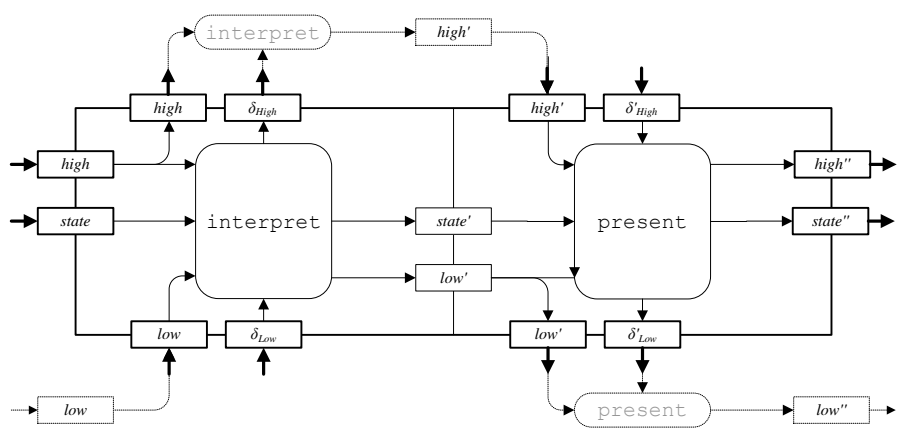 interpret
high'
high
δHigh
high'
δ'High
high
high''
interpret
present
state
state'
state''
low'
low
δLow
low'
δ'Low
low
present
low''